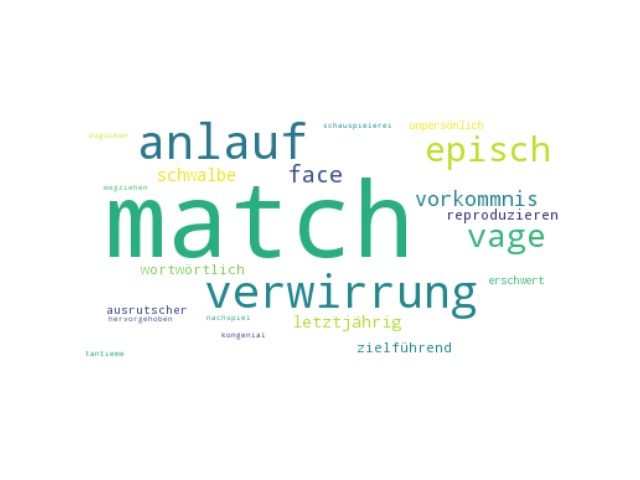 schauspielerei unpersönlich
zugucken anlauf episch
schwalbe face
wegziehen match vorkommnis
reproduzieren
vage
wortwörtlich
verwirrung erschwert
ausrutscher
hervorgehoben nachspiel letztjährig
kongenial
zielführend
tantieme